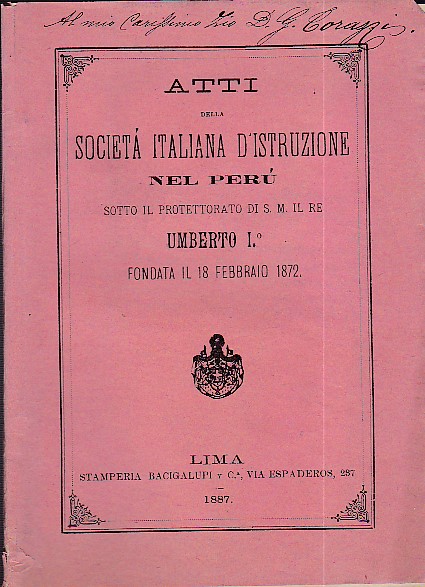 Al mio Carissimo Zio D. G. Corazzi.
ATTI
DELLA
SOCIETÁ ITALIANA D'ISTRUZIONE
NEL PERÚ
SOTTO IL PROTETTORATO DI S. M. IL RE
UMBERTO I.°
FONDATA IL 18 FEBBRAIO 1872.
LIMA
STAMPERIA BACIGALUPI Y C.ª, VIA ESPADEROS, 237
1887.